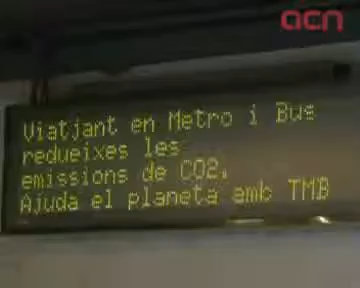 acn
Viatjant en Metro i Bus
redueixes les
emissions de CO2.
Ajuda el planeta amb TMB